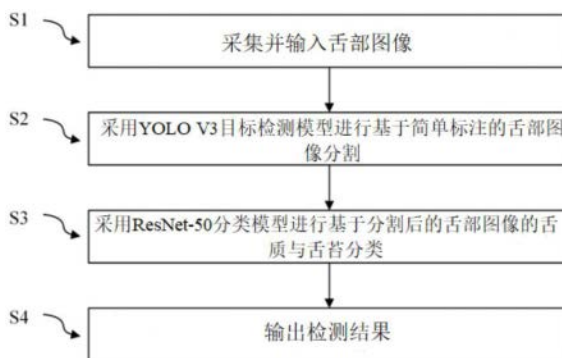 S1
采集并输入舌部图像
S2
采用YOLO V3目标检测模型进行基于简单标注的舌部图
像分割
S3
采用ResNet-50分类模型进行基于分割后的舌部图像的舌
质与舌苔分类
S4
输出检测结果